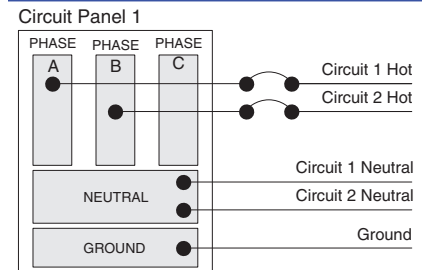 Circuit Panel 1
PHASE PHASE PHASE
A B C
Circuit 1 Hot
Circuit 2 Hot
Circuit 1 Neutral
NEUTRAL
Circuit 2 Neutral
Ground
GROUND